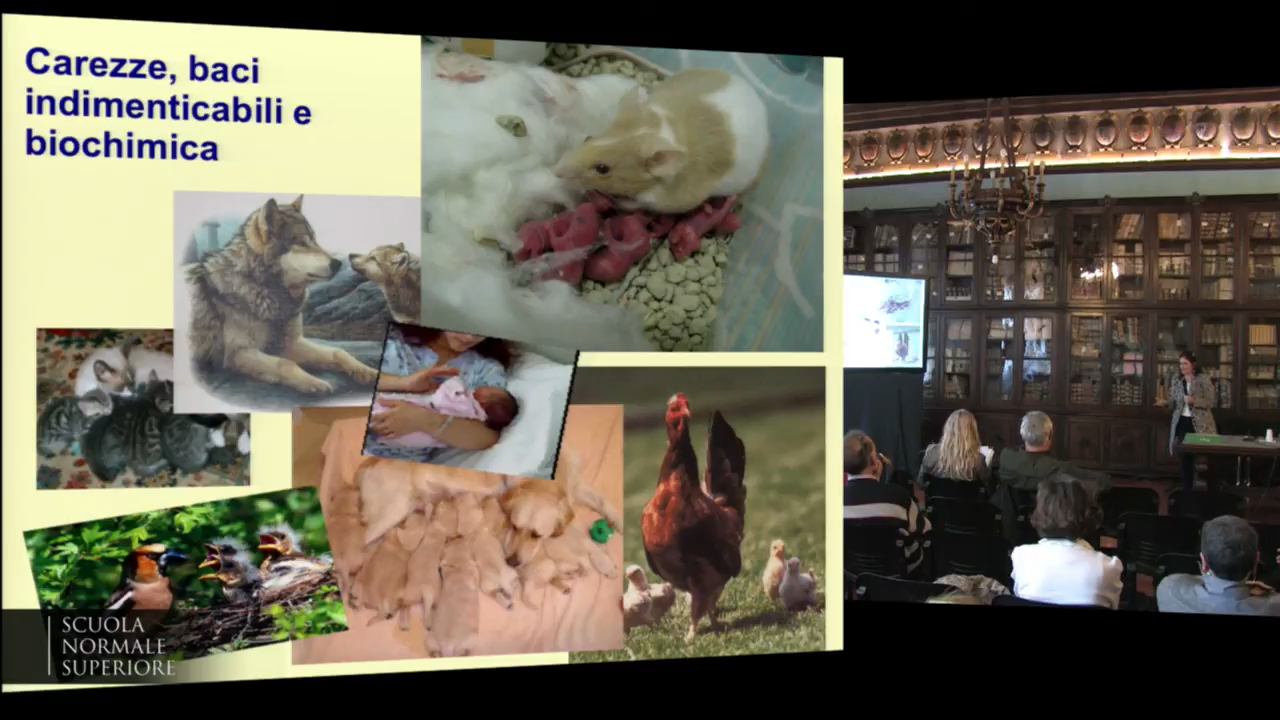 Carezze, baci
indimenticabili e
biochimica
SCUOLA
NORMALE
SUPERIORE